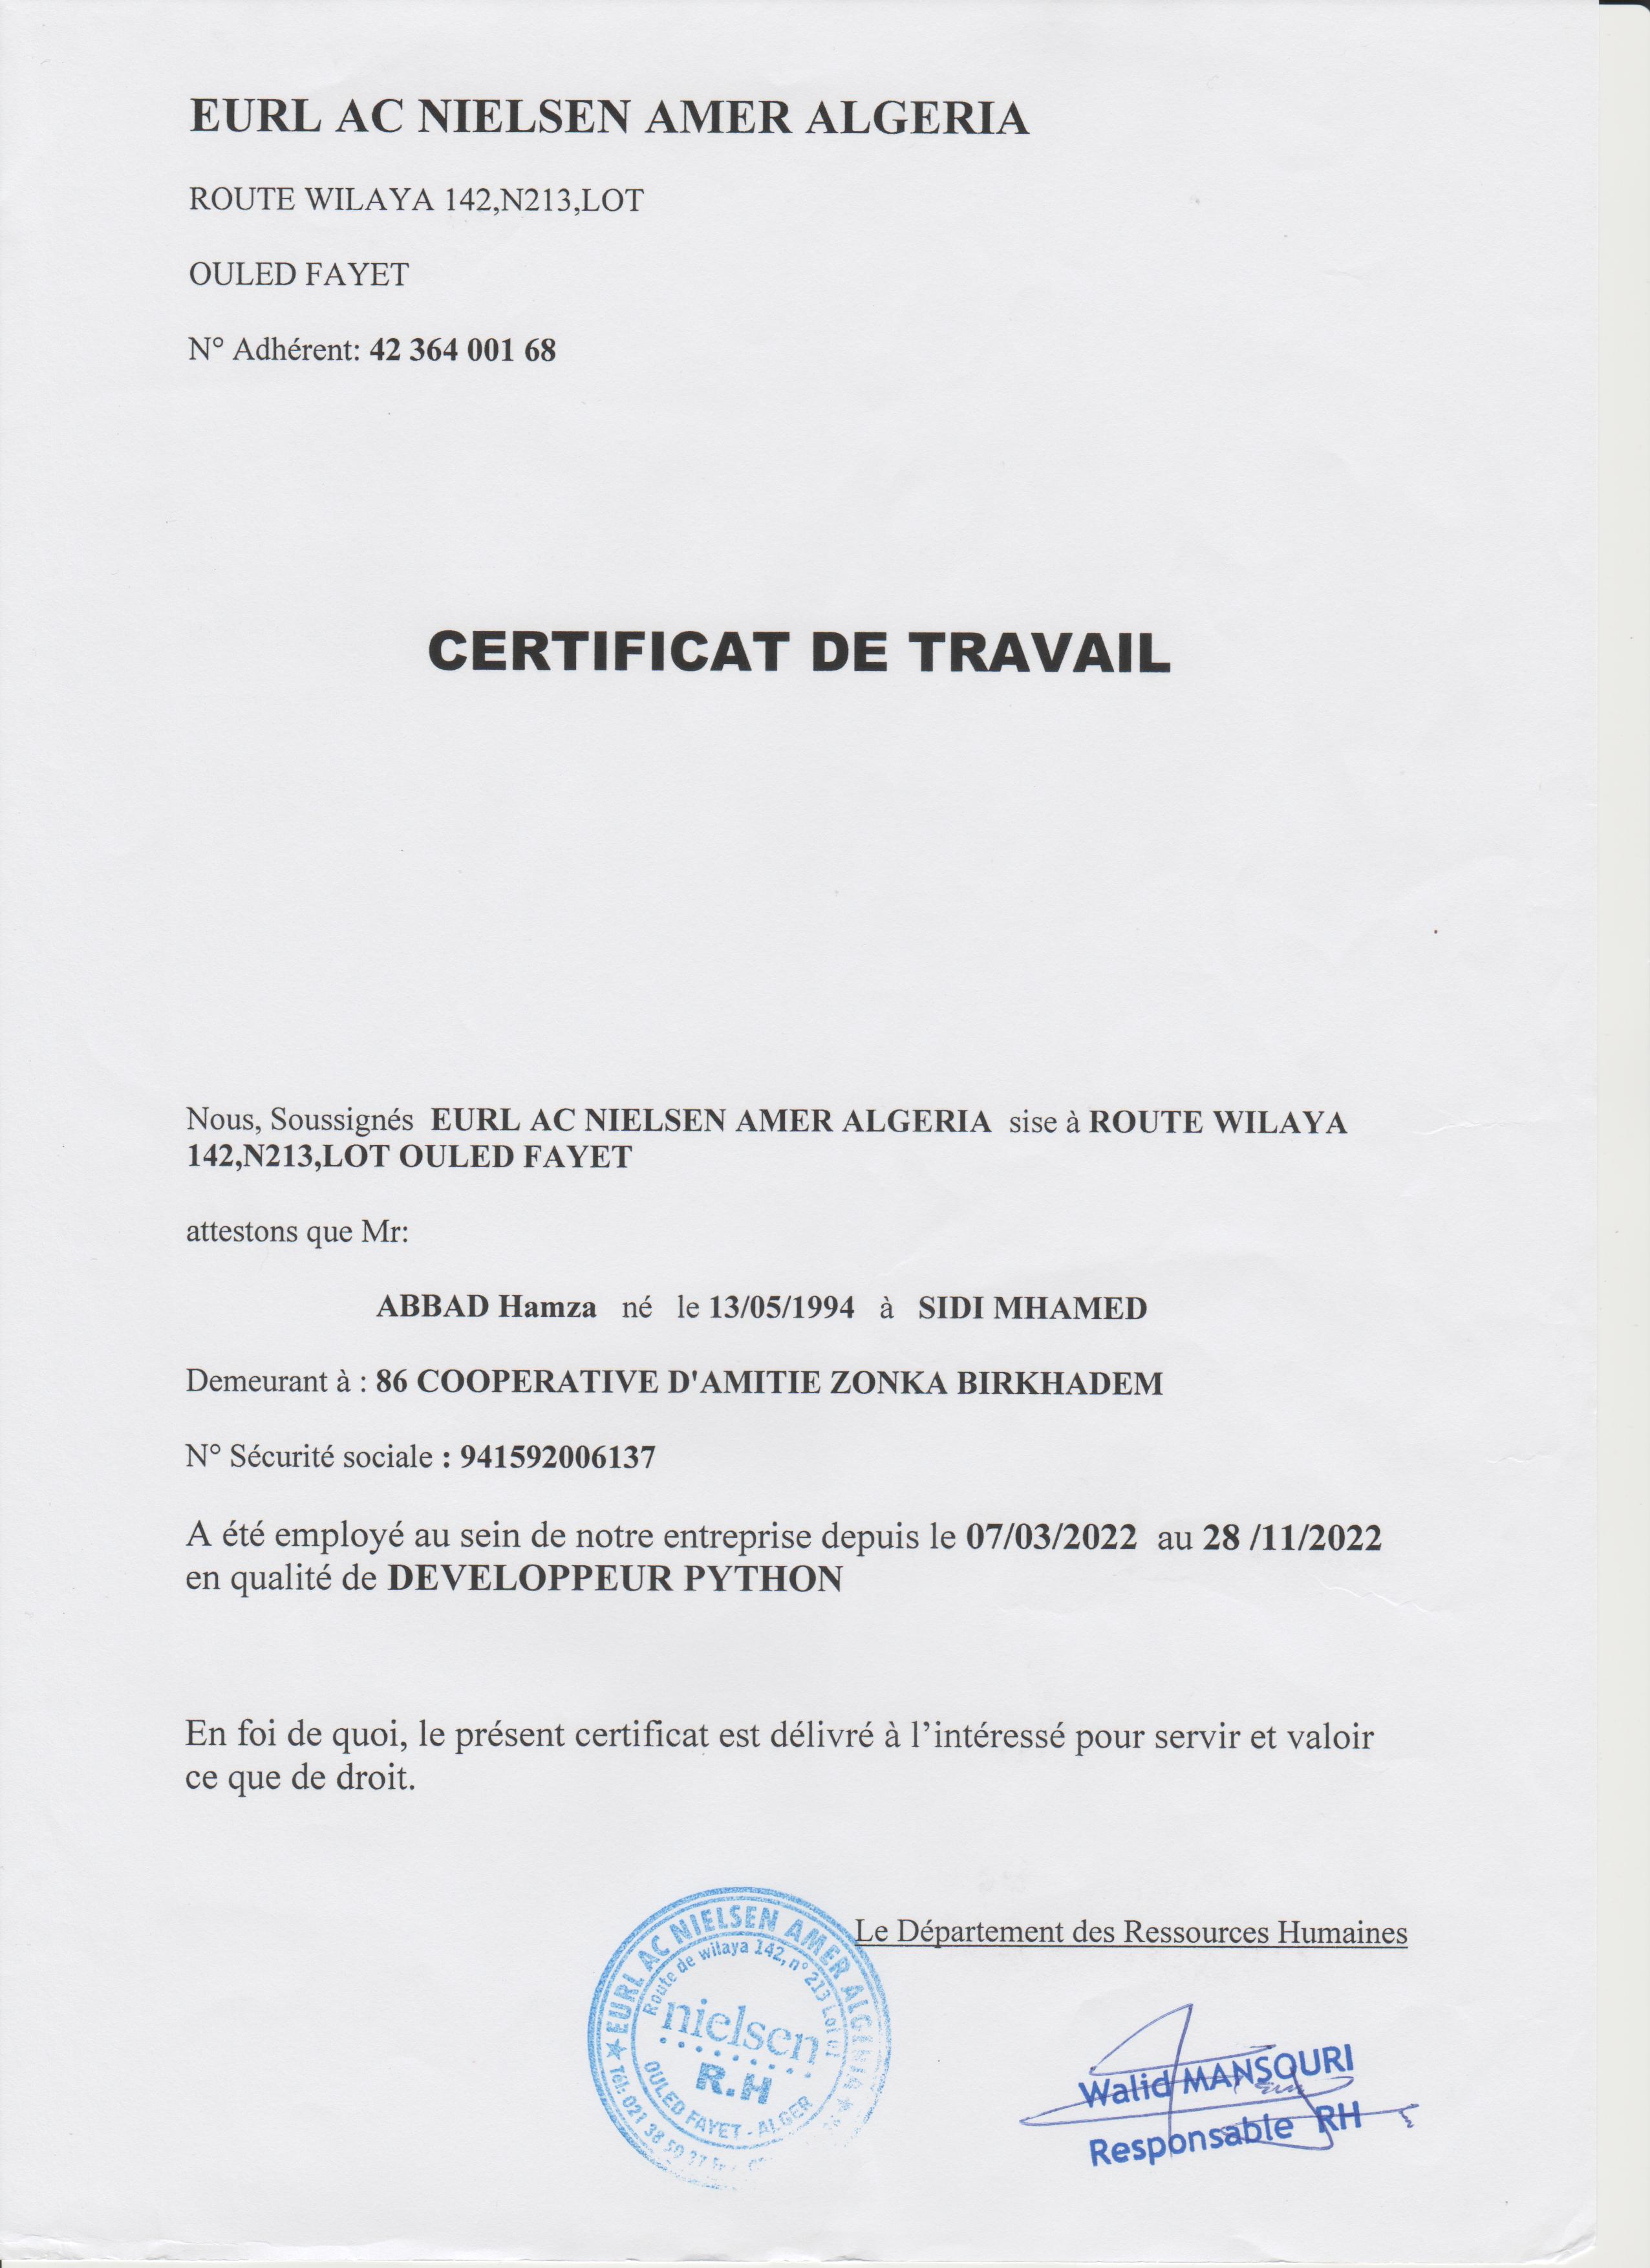 EURL AC NIELSEN AMER ALGERIA
ROUTE WILAYA 142,N213,LOT
OULED FAYET
N° Adhérent: 42 364 001 68
CERTIFICAT DE TRAVAIL
Nous, Soussignés EURL AC NIELSEN AMER ALGERIA sise à ROUTE WILAYA
142,N213,LOT OULED FAYET
attestons que Mr:
ABBAD Hamza né le 13/05/1994 à SIDI MHAMED
Demeurant à : 86 COOPERATIVE D'AMITIE ZONKA BIRKHADEM
N° Sécurité sociale : 941592006137
A été employé au sein de notre entreprise depuis le 07/03/2022 au 28 /11/2022
en qualité de DEVELOPPEUR PYTHON
En foi de quoi, le présent certificat est délivré à l’intéressé pour servir et valoir
ce que de droit.
Le Département des Ressources Humaines
EURL AC NIELSEN AMER ALGINIA
Route de wilaya 142, n° 213 Lot
nielsen
R.H
OULED FAYET - ALGER
Tél: 021 38 50
Walid MANSOURI
Responsable RH